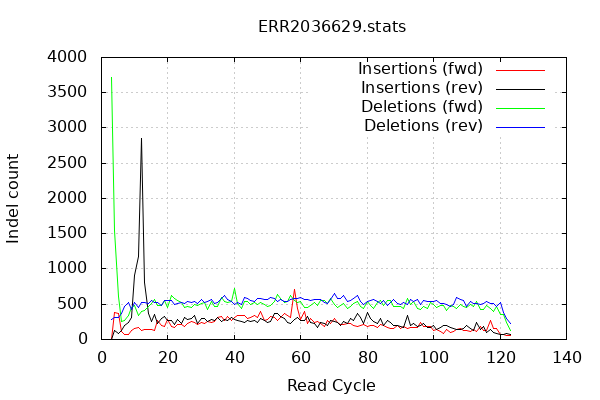 ERR2036629.stats
Indel count
4000
3500
3000
2500
2000
1500
1000
500
0
Insertions (fwd)
Insertions (rev)
Deletions (fwd)
Deletions (rev)
0 20 40 60 80 100 120 140
Read Cycle